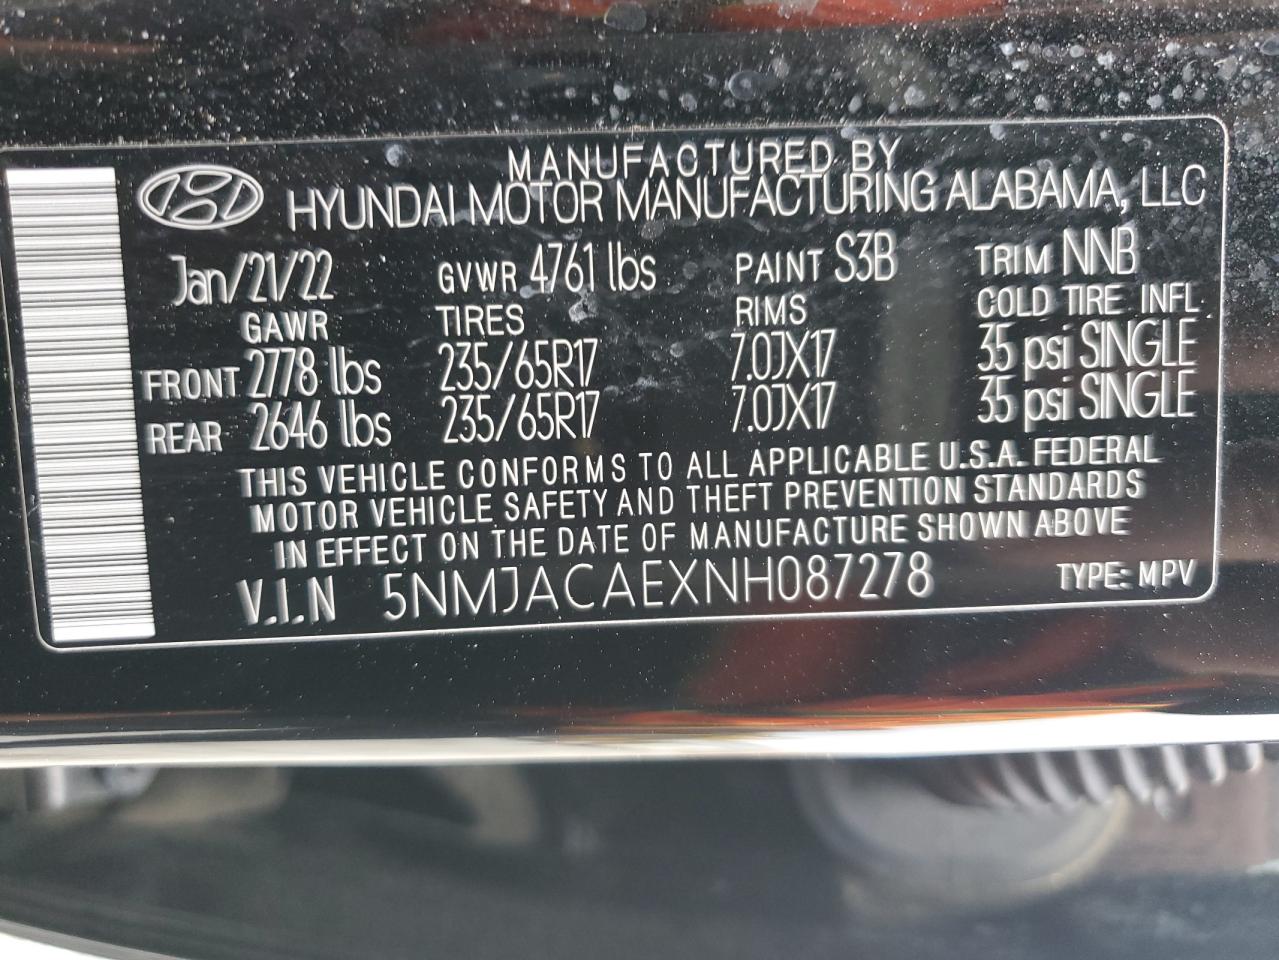 MANUFACTURED BY
HYUNDAI MOTOR MANUFACTURING ALABAMA, LLC
Jan/21/22 GVWR 4761 lbs PAINT S3B TRIM NNB
GAWR TIRES RIMS COLD TIRE INFL.
FRONT 2778 lbs 235/65R17 7.0JX17 35 psi SINGLE
REAR 2646 lbs 235/65R17 7.0JX17 35 psi SINGLE
THIS VEHICLE CONFORMS TO ALL APPLICABLE U.S.A. FEDERAL
MOTOR VEHICLE SAFETY AND THEFT PREVENTION STANDARDS
IN EFFECT ON THE DATE OF MANUFACTURE SHOWN ABOVE
V.I.N 5NMJACAEXNH087278 TYPE: MPV